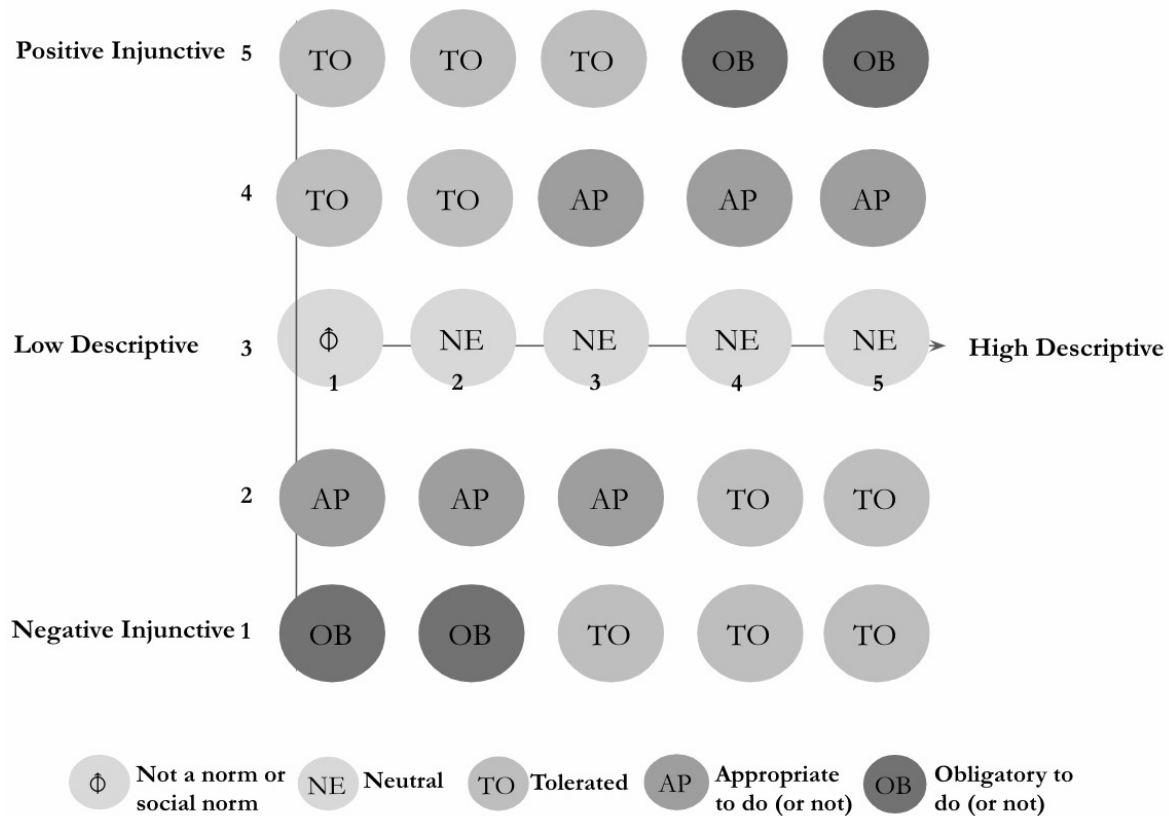 Positive Injunctive 5 TO TO TO OB OB
4 TO TO AP AP AP
Low Descriptive 3 Φ NE NE NE NE High Descriptive
1 2 3 4 5
2 AP AP AP TO TO
Negative Injunctive 1 OB OB TO TO TO
Φ Not a norm or
social norm
NE Neutral
TO Tolerated
AP Appropriate
to do (or not)
OB Obligatory to
do (or not)